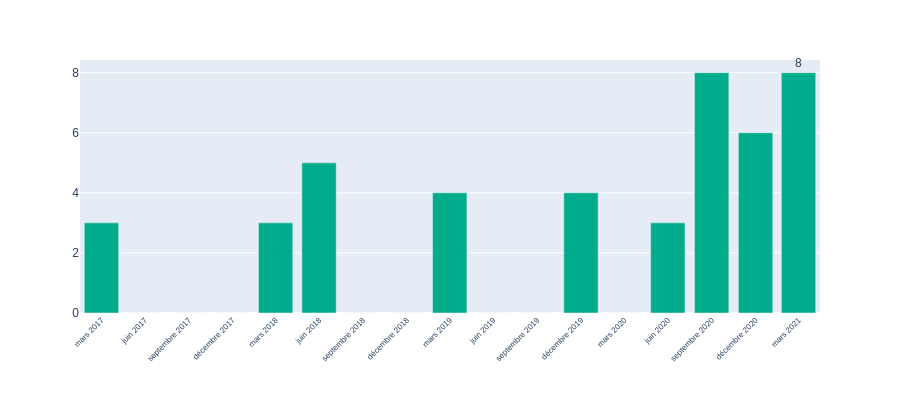 8
8
6
4
2
0
mars 2017
juin 2017
septembre 2017
décembre 2017
mars 2018
juin 2018
septembre 2018
décembre 2018
mars 2019
juin 2019
septembre 2019
décembre 2019
mars 2020
juin 2020
septembre 2020
décembre 2020
mars 2021